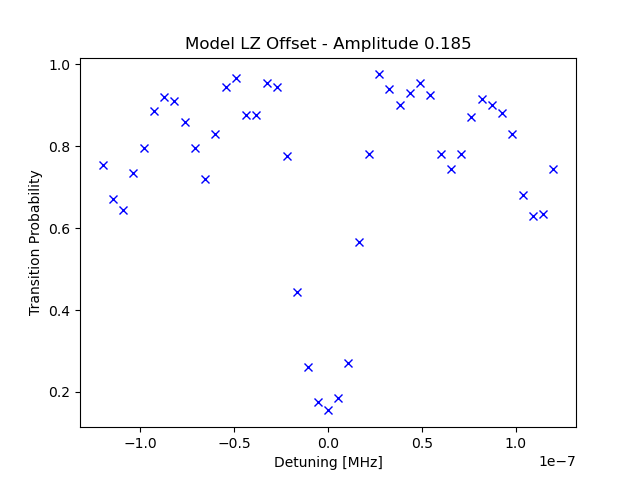 Model LZ Offset - Amplitude 0.185
1.0
0.8
0.6
0.4
0.2
Transition Probability
−1.0 −0.5 0.0 0.5 1.0
1e−7
Detuning [MHz]